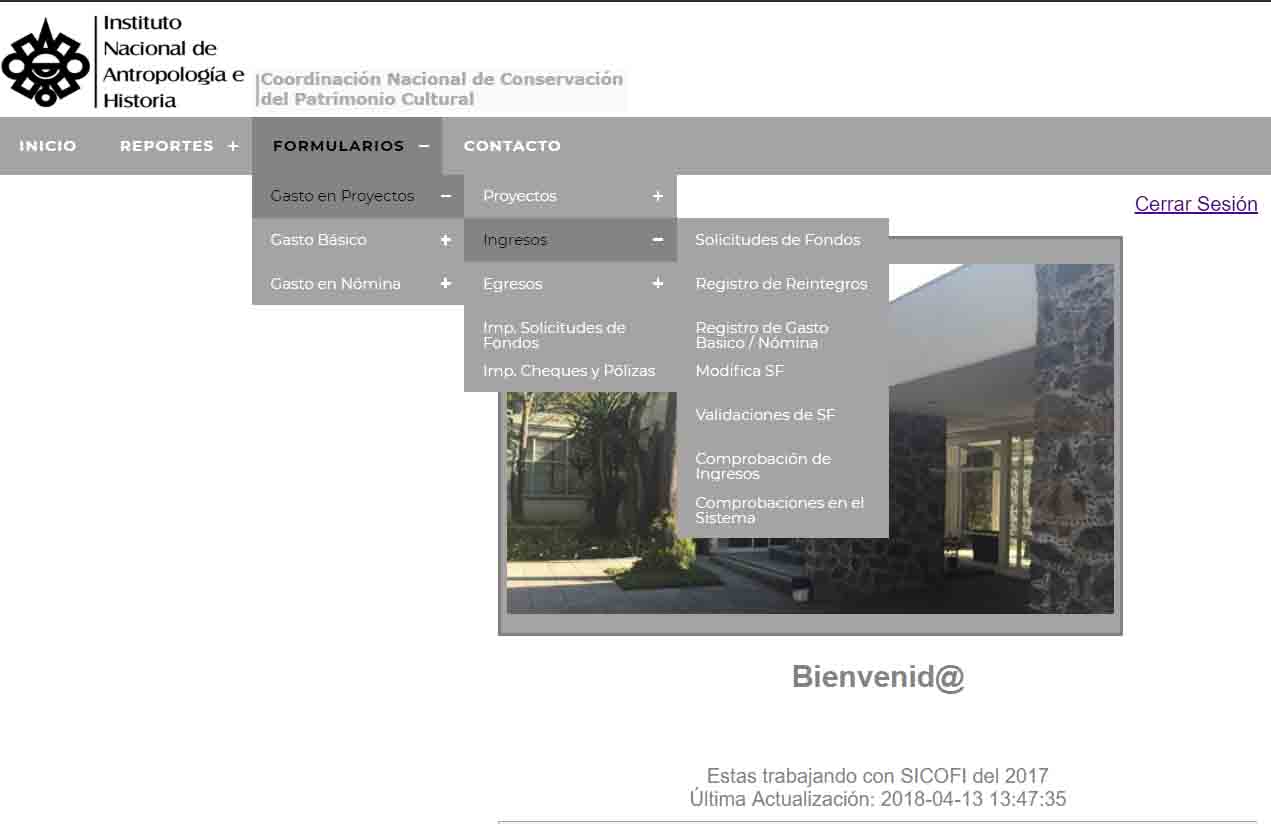 Instituto
Nacional de
Antropología e
Historia
Coordinación Nacional de Conservación
del Patrimonio Cultural
INICIO
REPORTES +
FORMULARIOS −
CONTACTO
Cerrar Sesión
Gasto en Proyectos −
Gasto Básico +
Gasto en Nómina +
Proyectos +
Ingresos −
Egresos +
Imp. Solicitudes de
Fondos
Imp. Cheques y Pólizas
Solicitudes de Fondos
Registro de Reintegros
Registro de Gasto
Basico / Nómina
Modifica SF
Validaciones de SF
Comprobación de
Ingresos
Comprobaciones en el
Sistema
Bienvenid@
Estas trabajando con SICOFI del 2017
Última Actualización: 2018-04-13 13:47:35